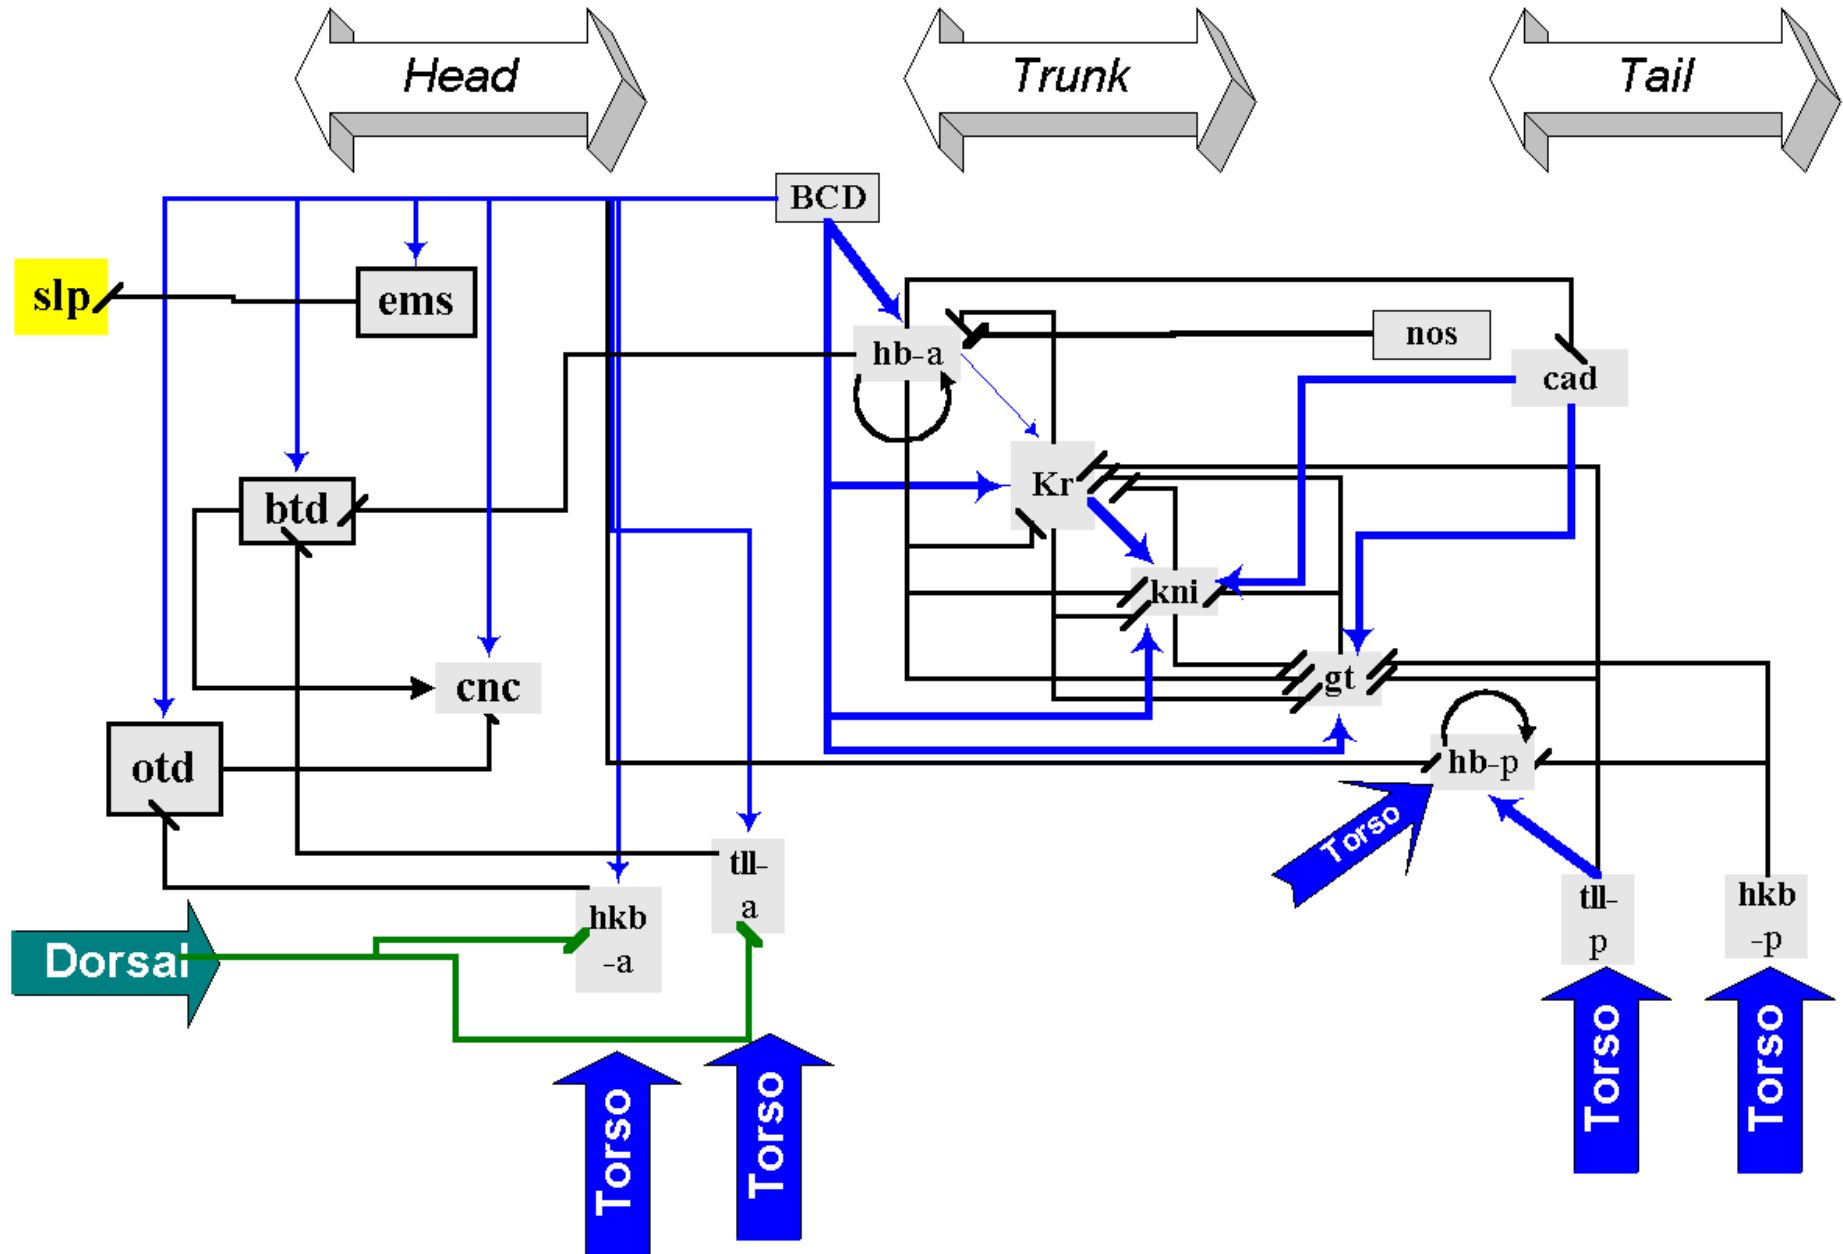 Head
Trunk
Tail
BCD
slp
ems
hb-a
nos
cad
Kr
btd
kni
cnc
gt
otd
hb-p
Torso
tll-
a
hkb
-a
tll-
p
hkb
-p
Dorsal
Torso
Torso
Torso
Torso